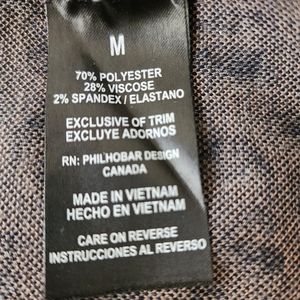 M
70% POLYESTER
28% VISCOSE
2% SPANDEX / ELASTANO
EXCLUSIVE OF TRIM
EXCLUYE ADORNOS
RN: PHILHOBAR DESIGN
CANADA
MADE IN VIETNAM
HECHO EN VIETNAM
CARE ON REVERSE
INSTRUCCIONES AL REVERSO